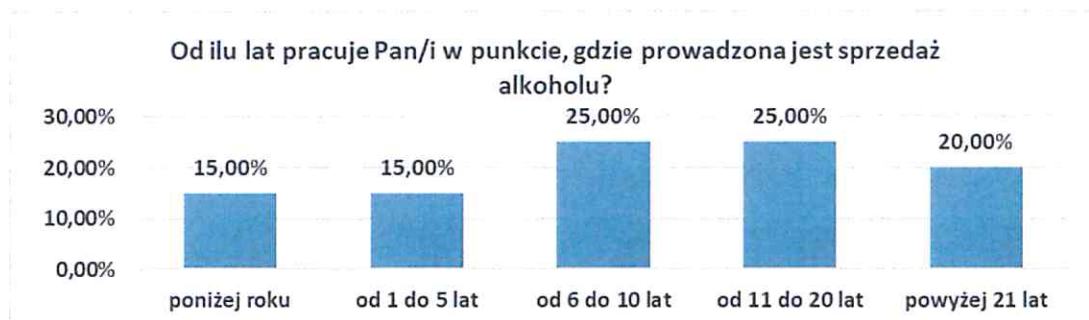 Od ilu lat pracuje Pan/i w punkcie, gdzie prowadzona jest sprzedaż
alkoholu?
30,00%
20,00%
10,00%
0,00%
15,00%
15,00%
25,00%
25,00%
20,00%
poniżej roku
od 1 do 5 lat
od 6 do 10 lat
od 11 do 20 lat
powyżej 21 lat